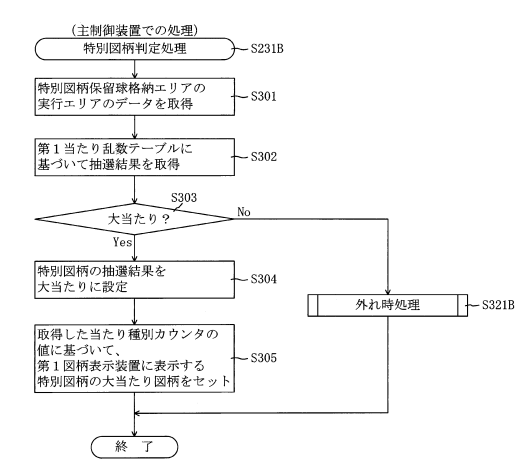 (主制御装置での処理)
特別図柄判定処理
S231B
特別図柄保留球格納エリアの
実行エリアのデータを取得
S301
第1当たり乱数テーブルに
基づいて抽選結果を取得
S302
S303
大当たり?
No
Yes
特別図柄の抽選結果を
大当たりに設定
S304
外れ時処理
S321B
取得した当たり種別カウンタの
値に基づいて、
第1図柄表示装置に表示する
特別図柄の大当たり図柄をセット
S305
終 了